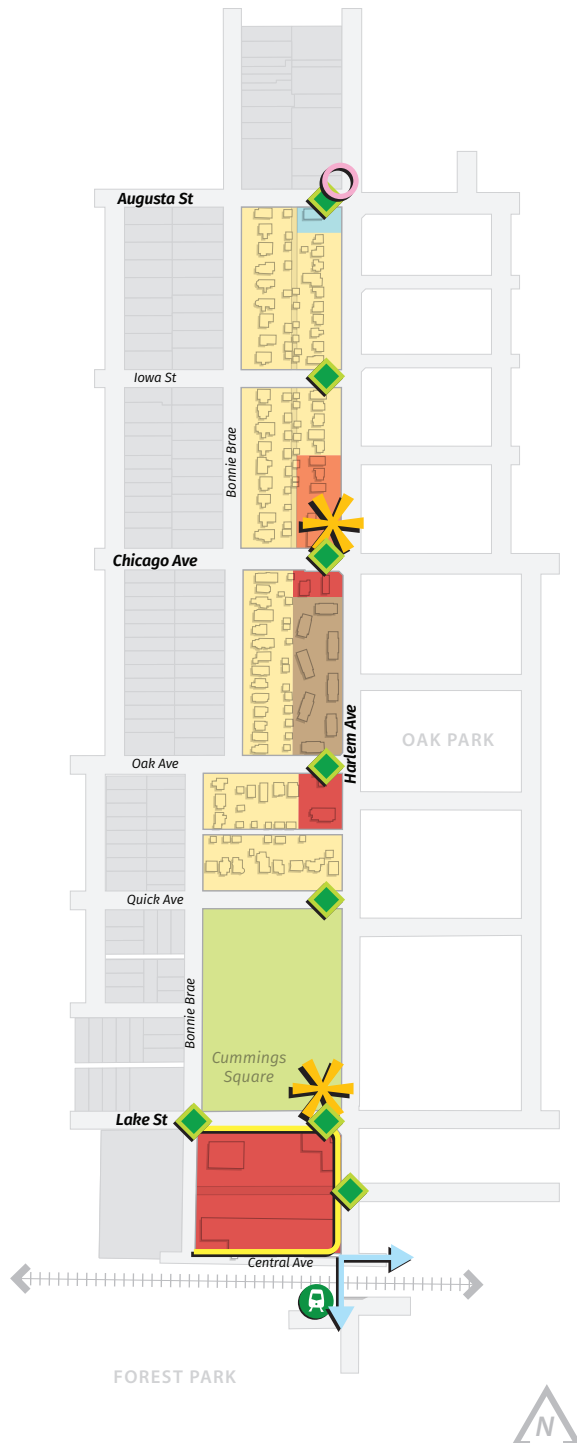 Augusta St
Iowa St
Bonnie Brae
Chicago Ave
Harlem Ave
OAK PARK
Oak Ave
Quick Ave
Bonnie Brae
Cummings
Square
Lake St
Central Ave
FOREST PARK
N